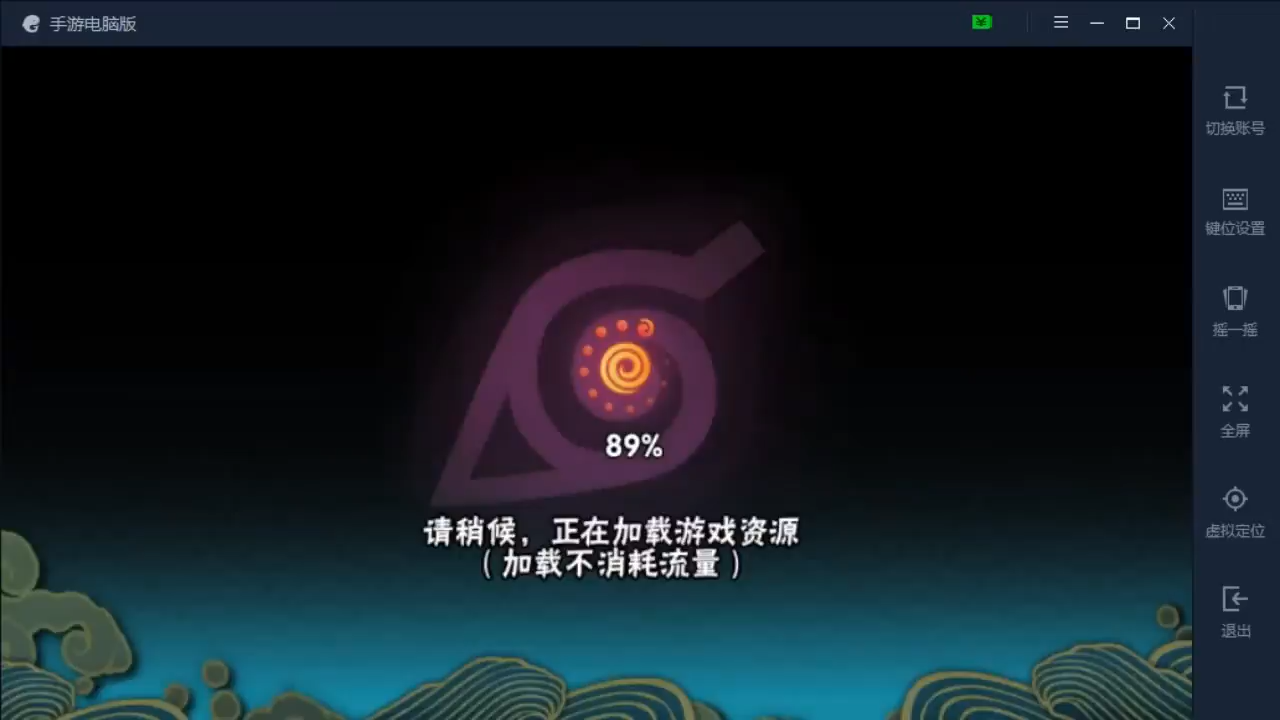 手游电脑版
¥
切换账号
键位设置
摇一摇
全屏
虚拟定位
退出
89%
请稍候，正在加载游戏资源
（加载不消耗流量）